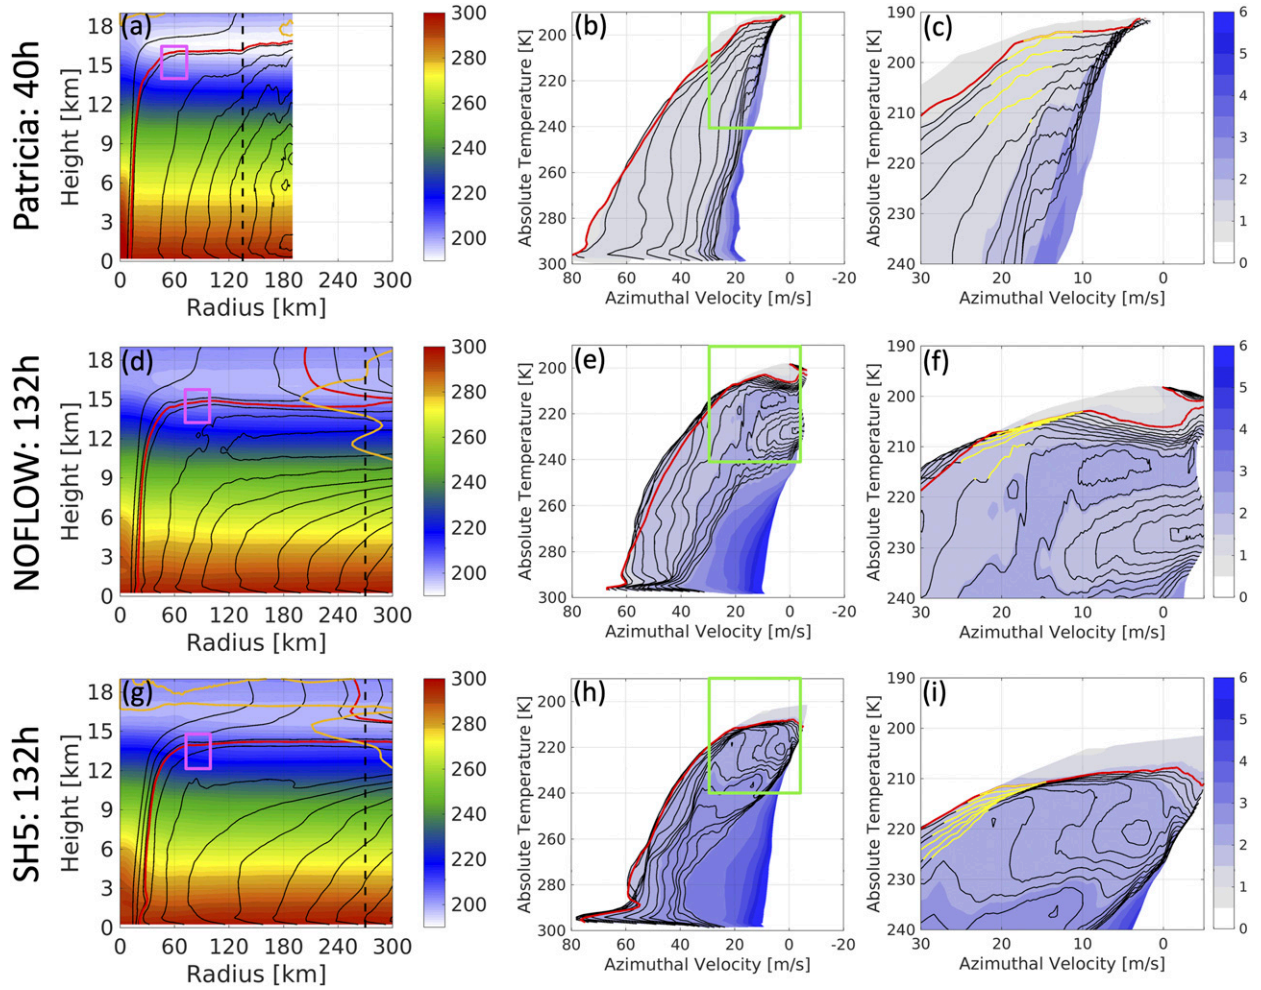 Patricia: 40h
Height [km]
18
15
12
9
6
3
0
(a)
0 60 120 180 240 300
Radius [km]
300
280
260
240
220
200
Absolute Temperature [K]
190
200
220
240
260
280
300
(b)
80 60 40 20 0 -20
Azimuthal Velocity [m/s]
Absolute Temperature [K]
190
200
210
220
230
240
(c)
30 20 10 0
Azimuthal Velocity [m/s]
6
5
4
3
2
1
0
NOFLOW: 132h
Height [km]
18
15
12
9
6
3
0
(d)
0 60 120 180 240 300
Radius [km]
300
280
260
240
220
200
Absolute Temperature [K]
190
200
220
240
260
280
300
(e)
80 60 40 20 0 -20
Azimuthal Velocity [m/s]
Absolute Temperature [K]
190
200
210
220
230
240
(f)
30 20 10 0
Azimuthal Velocity [m/s]
6
5
4
3
2
1
0
SH5: 132h
Height [km]
18
15
12
9
6
3
0
(g)
0 60 120 180 240 300
Radius [km]
300
280
260
240
220
200
Absolute Temperature [K]
190
200
220
240
260
280
300
(h)
80 60 40 20 0 -20
Azimuthal Velocity [m/s]
Absolute Temperature [K]
190
200
210
220
230
240
(i)
30 20 10 0
Azimuthal Velocity [m/s]
6
5
4
3
2
1
0